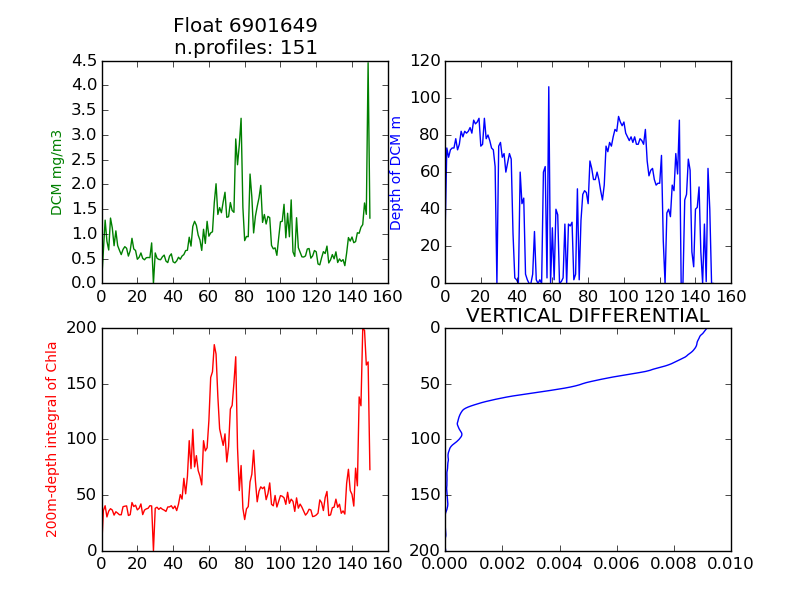 Float 6901649
n.profiles: 151
DCM mg/m3
4.5
4.0
3.5
3.0
2.5
2.0
1.5
1.0
0.5
0.0
0 20 40 60 80 100 120 140 160
Depth of DCM m
120
100
80
60
40
20
0
0 20 40 60 80 100 120 140 160
200m-depth integral of Chla
200
150
100
50
0
0 20 40 60 80 100 120 140 160
VERTICAL DIFFERENTIAL
0
50
100
150
200
0.000 0.002 0.004 0.006 0.008 0.010